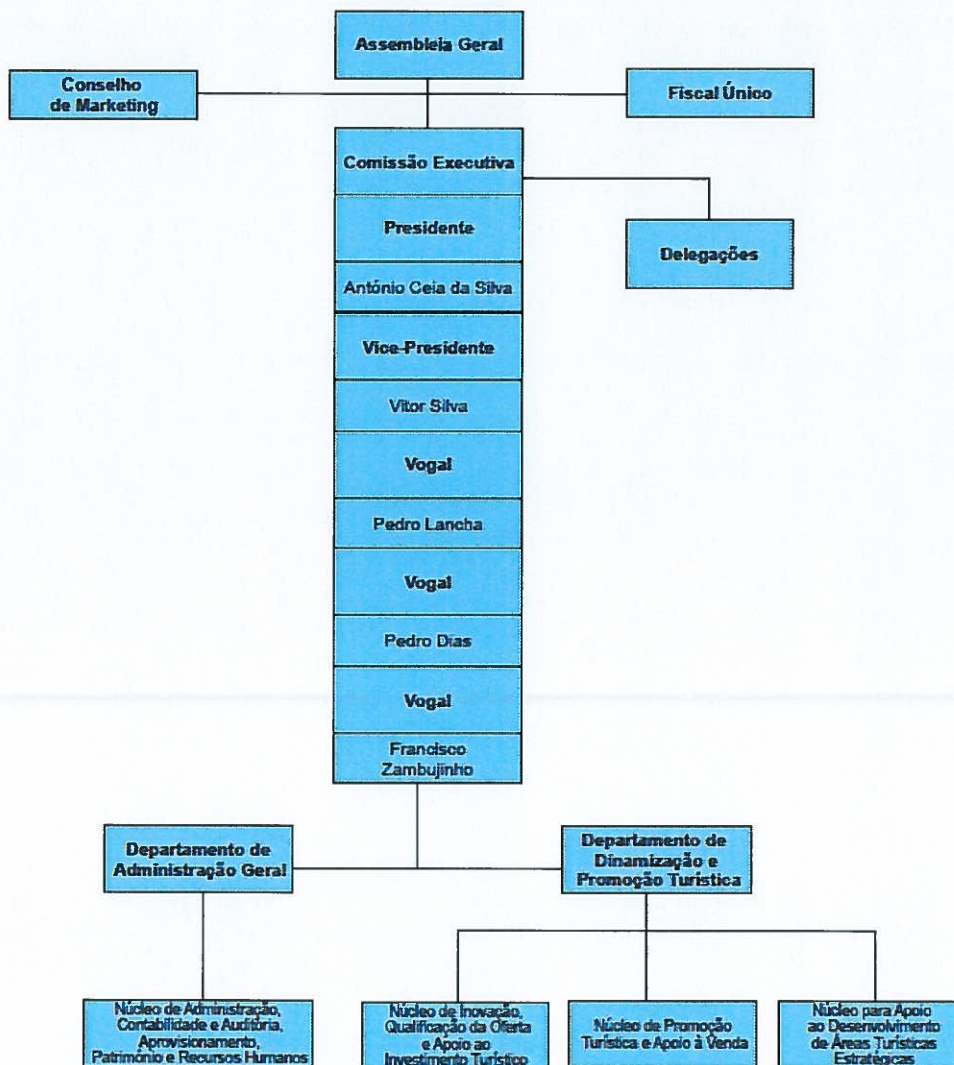 Assembleia Geral
Conselho
de Marketing
Fiscal Único
Comissão Executiva
Presidente
Delegações
António Ceia da Silva
Vice-Presidente
Vitor Silva
Vogal
Pedro Lancha
Vogal
Pedro Dias
Vogal
Francisco
Zambujinho
Departamento de
Administração Geral
Departamento de
Dinamização e
Promoção Turística
Núcleo de Administração,
Contabilidade e Auditória,
Aprovisionamento,
Património e Recursos Humanos
Núcleo de Inovação,
Qualificação da Oferta
e Apoio ao
Investimento Turístico
Núcleo de Promoção
Turística e Apoio à Venda
Núcleo para Apoio
ao Desenvolvimento
de Áreas Turísticas
Estratégicas